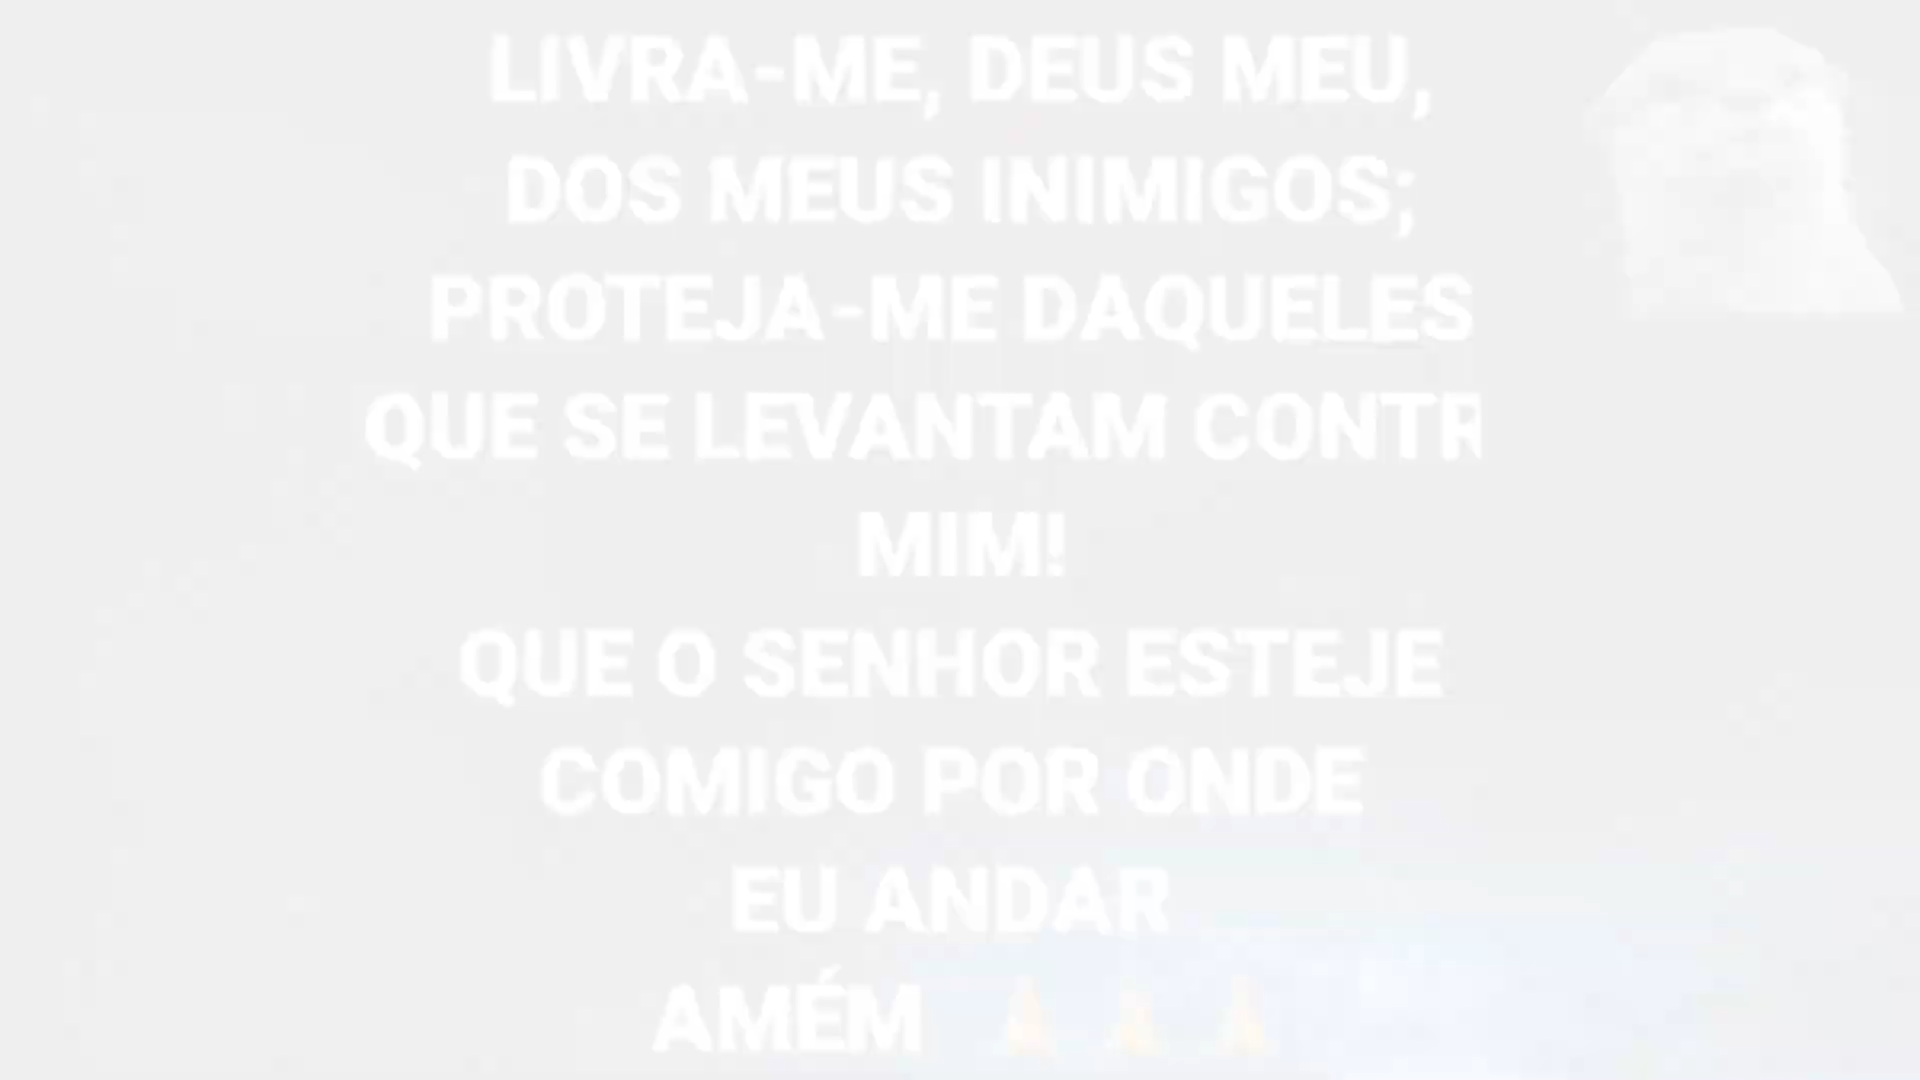 LIVRA-ME, DEUS MEU,
DOS MEUS INIMIGOS;
PROTEJA-ME DAQUELES
QUE SE LEVANTAM CONTR
MIM!
QUE O SENHOR ESTEJE
COMIGO POR ONDE
EU ANDAR
AMÉM 🙏🙏🙏